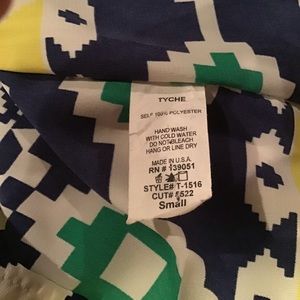 TYCHE
SELF 100% POLYESTER
HAND WASH
WITH COLD WATER
DO NOT BLEACH
HANG OR LINE DRY
MADE IN U.S.A.
RN # 139051
STYLE# T-1516
CUT# 5522
Small